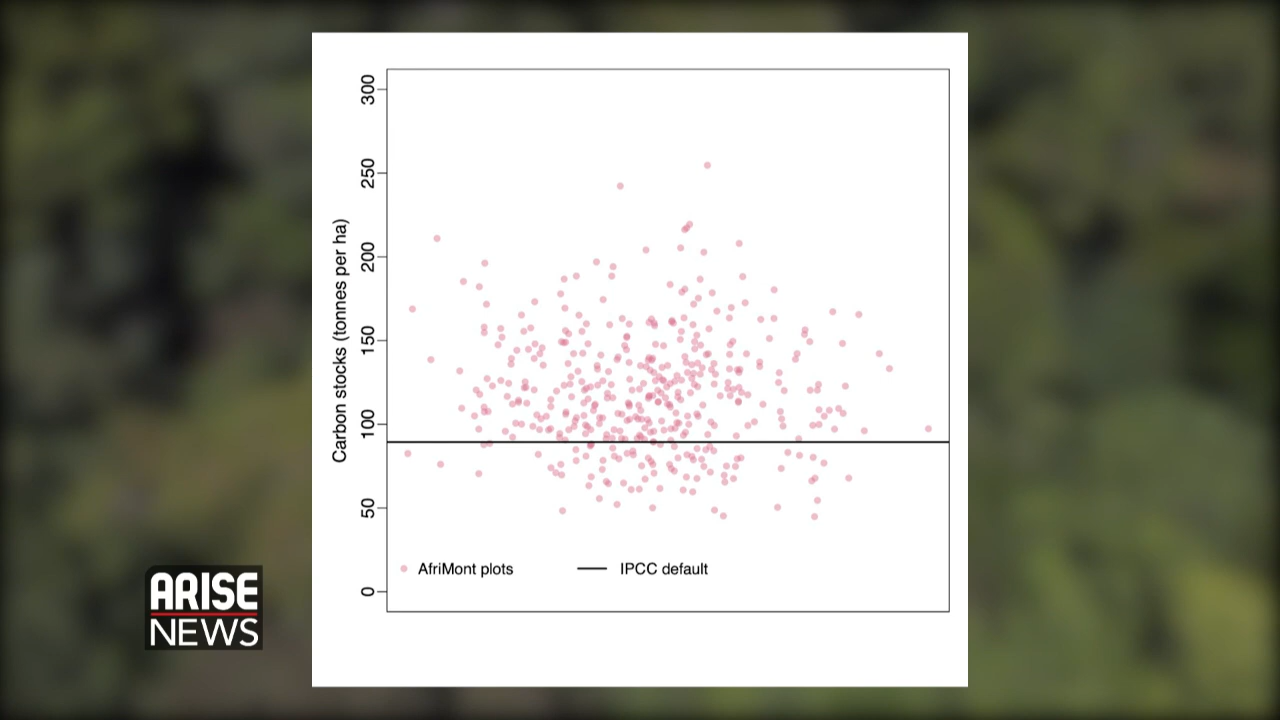 300
250
200
150
100
50
0
Carbon stocks (tonnes per ha)
AfriMont plots
IPCC default
ARISE
NEWS